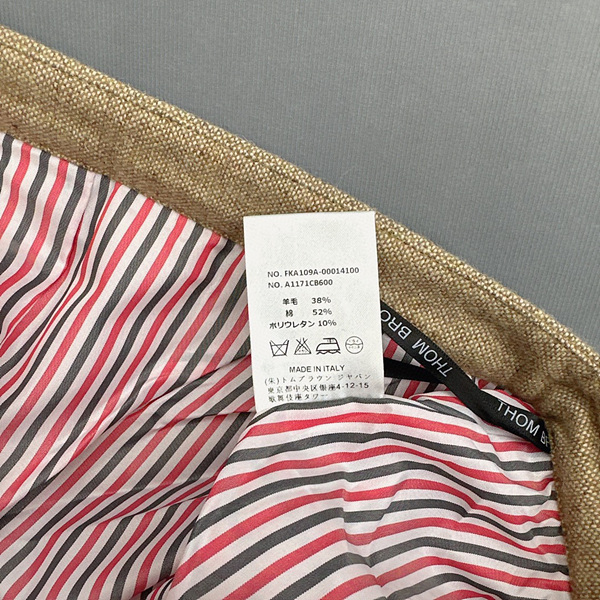 NO. FKA109A-00014100
NO. A1171CB600
羊毛 38%
綿 52%
ポリウレタン 10%
MADE IN ITALY
(朱)トムブラウン ジャパン
東京都中央区銀座4-12-15
歌舞伎座タワー
THOM BRO
THOM BR